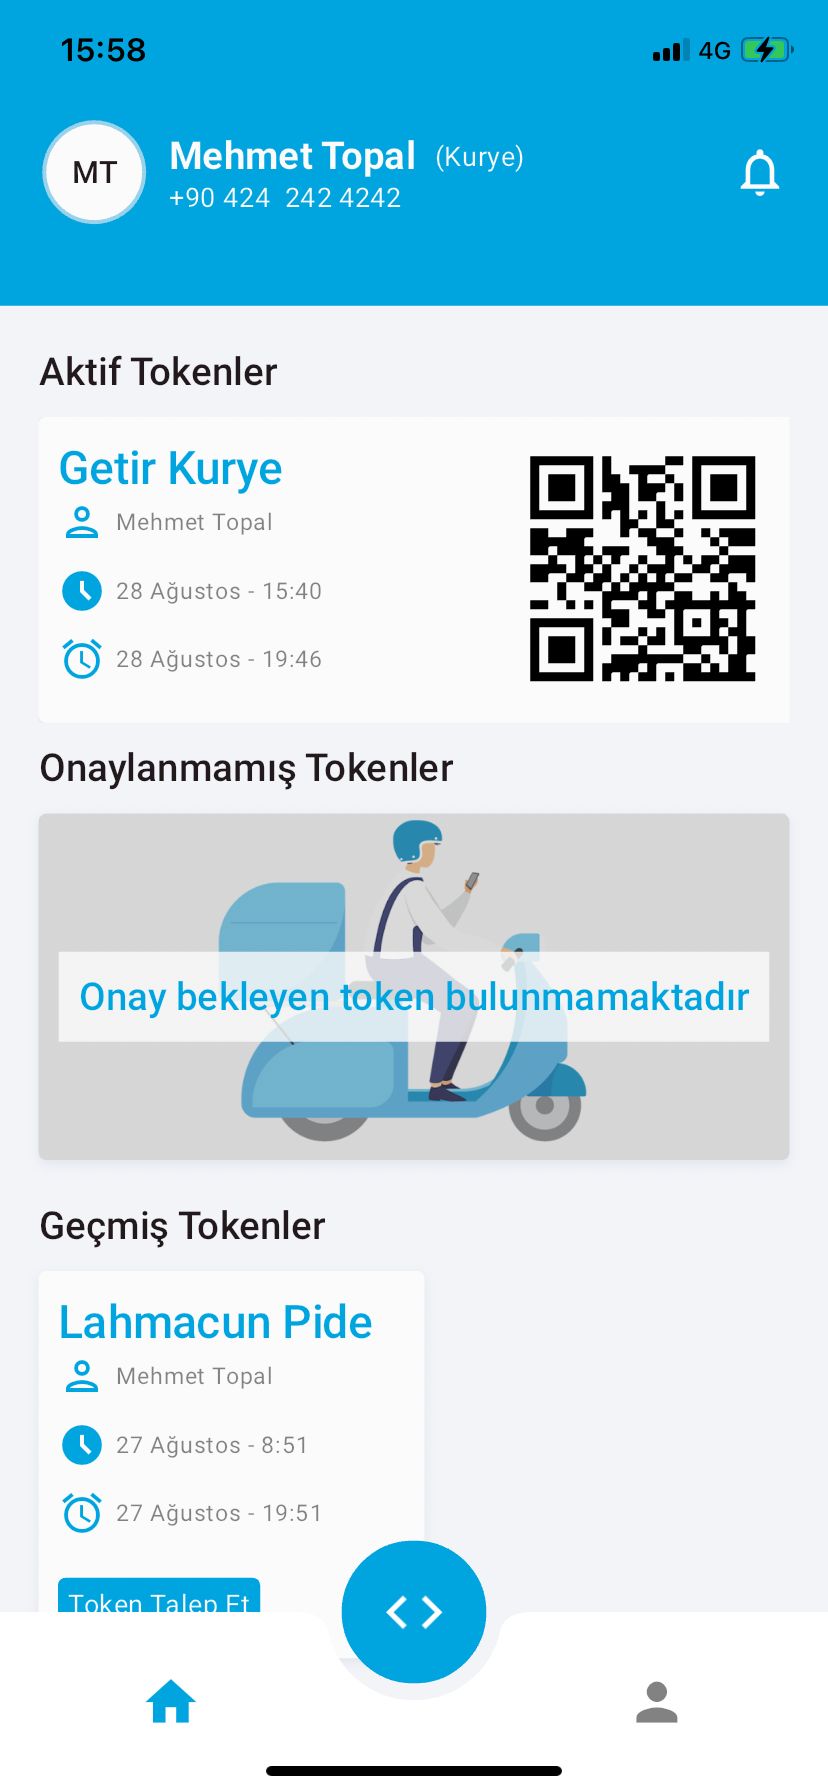 15:58
4G
MT
Mehmet Topal (Kurye)
+90 424 242 4242
Aktif Tokenler
Getir Kurye
Mehmet Topal
28 Ağustos - 15:40
28 Ağustos - 19:46
Onaylanmamış Tokenler
Onay bekleyen token bulunmamaktadır
Geçmiş Tokenler
Lahmacun Pide
Mehmet Topal
27 Ağustos - 8:51
27 Ağustos - 19:51
Token Talep Et